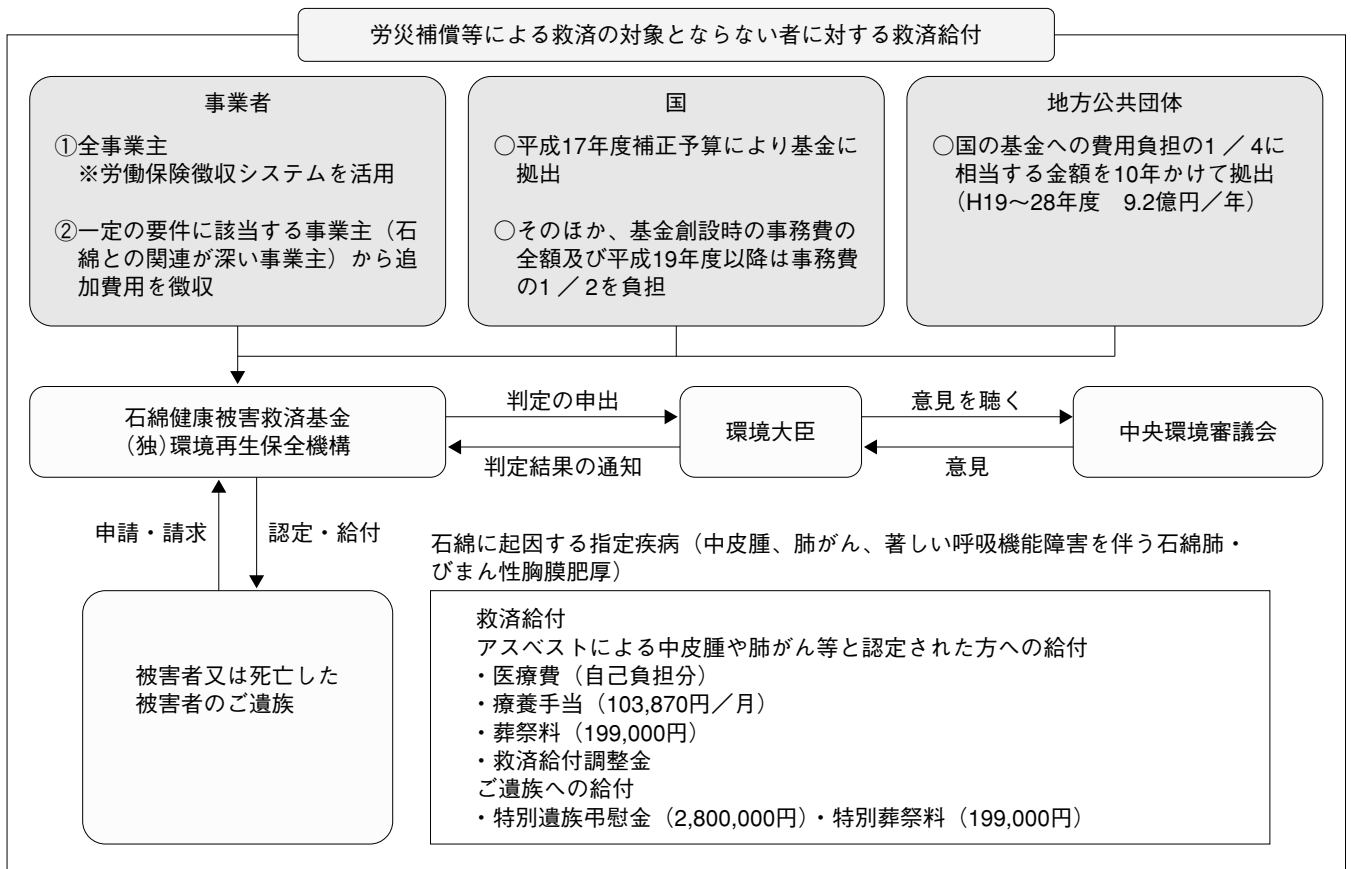 労災補償等による救済の対象とならない者に対する救済給付
事業者
①全事業主
※労働保険徴収システムを活用
②一定の要件に該当する事業主（石
綿との関連が深い事業主）から追
加費用を徴収
国
○平成17年度補正予算により基金に
拠出
○そのほか、基金創設時の事務費の
全額及び平成19年度以降は事務費
の1／2を負担
地方公共団体
○国の基金への費用負担の1／4に
相当する金額を10年かけて拠出
（H19～28年度　9.2億円／年）
石綿健康被害救済基金
（独）環境再生保全機構
判定の申出
判定結果の通知
環境大臣
意見を聴く
意見
中央環境審議会
申請・請求
認定・給付
被害者又は死亡した
被害者のご遺族
石綿に起因する指定疾病（中皮腫、肺がん、著しい呼吸機能障害を伴う石綿肺・
びまん性胸膜肥厚）
救済給付
アスベストによる中皮腫や肺がん等と認定された方への給付
・医療費（自己負担分）
・療養手当（103,870円／月）
・葬祭料（199,000円）
・救済給付調整金
ご遺族への給付
・特別遺族弔慰金（2,800,000円）・特別葬祭料（199,000円）